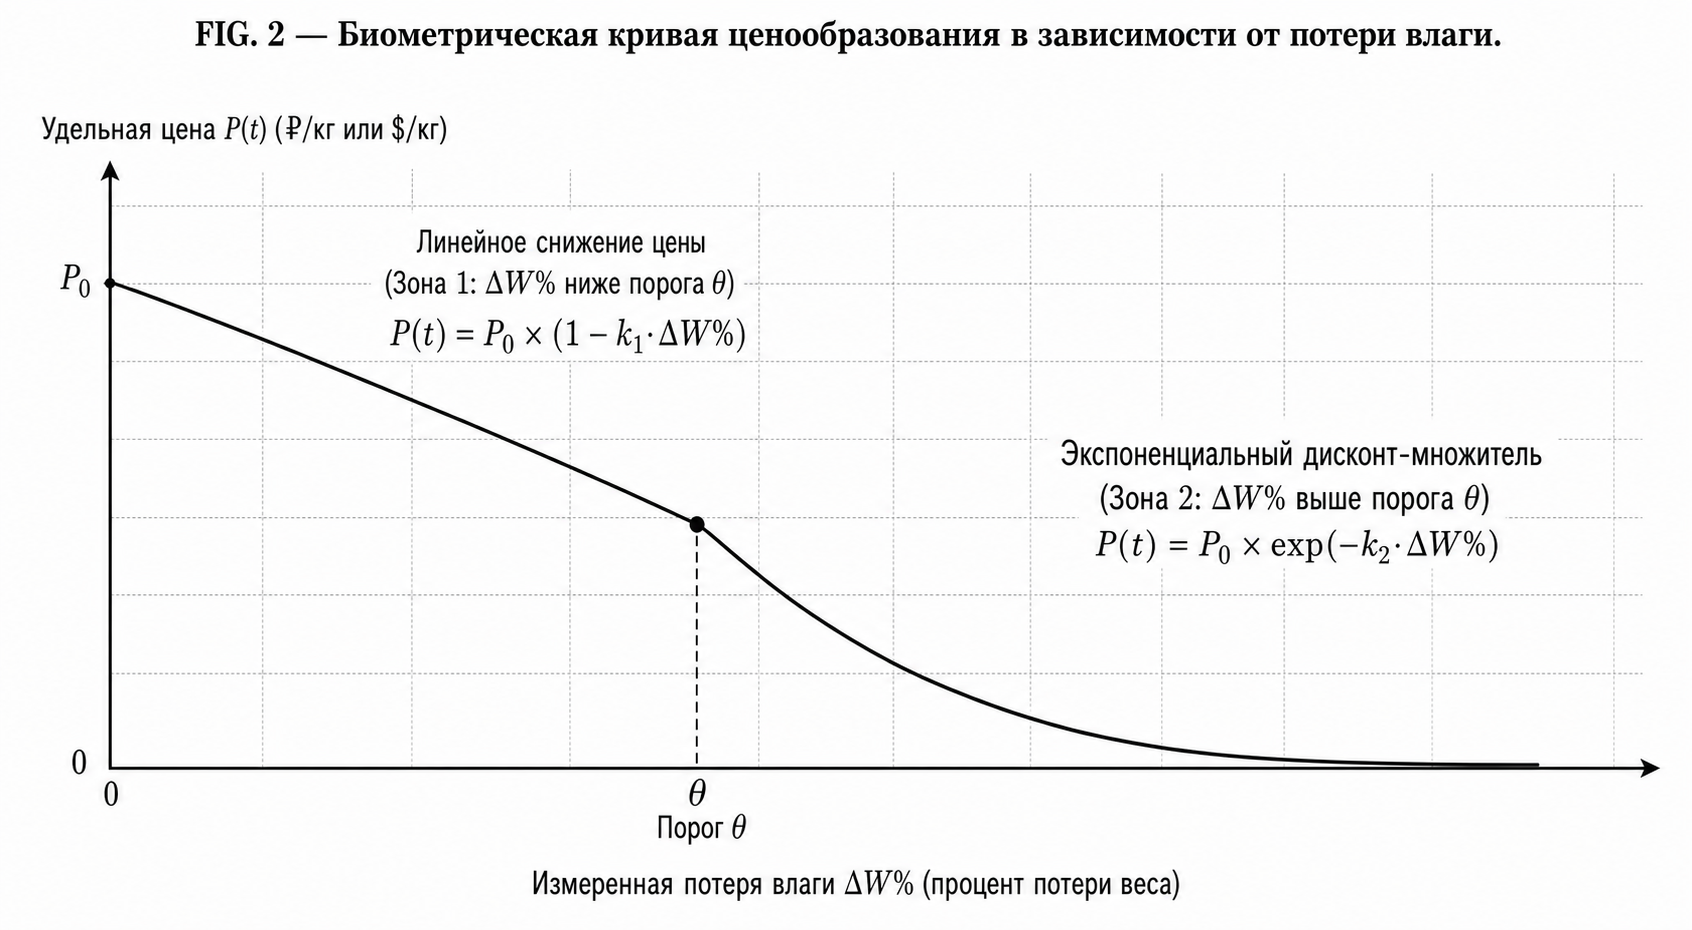 FIG. 2 — Биометрическая кривая ценообразования в зависимости от потери влаги.
Удельная цена P(t) (₽/кг или $/кг)
Линейное снижение цены
(Зона 1: ΔW% ниже порога θ)
P(t) = P₀ × (1 − k₁·ΔW%)
P₀
Экспоненциальный дисконт-множитель
(Зона 2: ΔW% выше порога θ)
P(t) = P₀ × exp(−k₂·ΔW%)
0
0
θ
Порог θ
Измеренная потеря влаги ΔW% (процент потери веса)